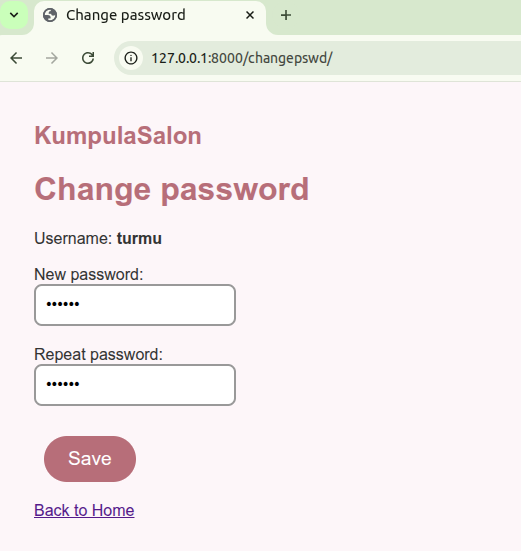 Change password
127.0.0.1:8000/changepswd/
KumpulaSalon
Change password
Username: turmu
New password:
••••••
Repeat password:
••••••
Save
Back to Home